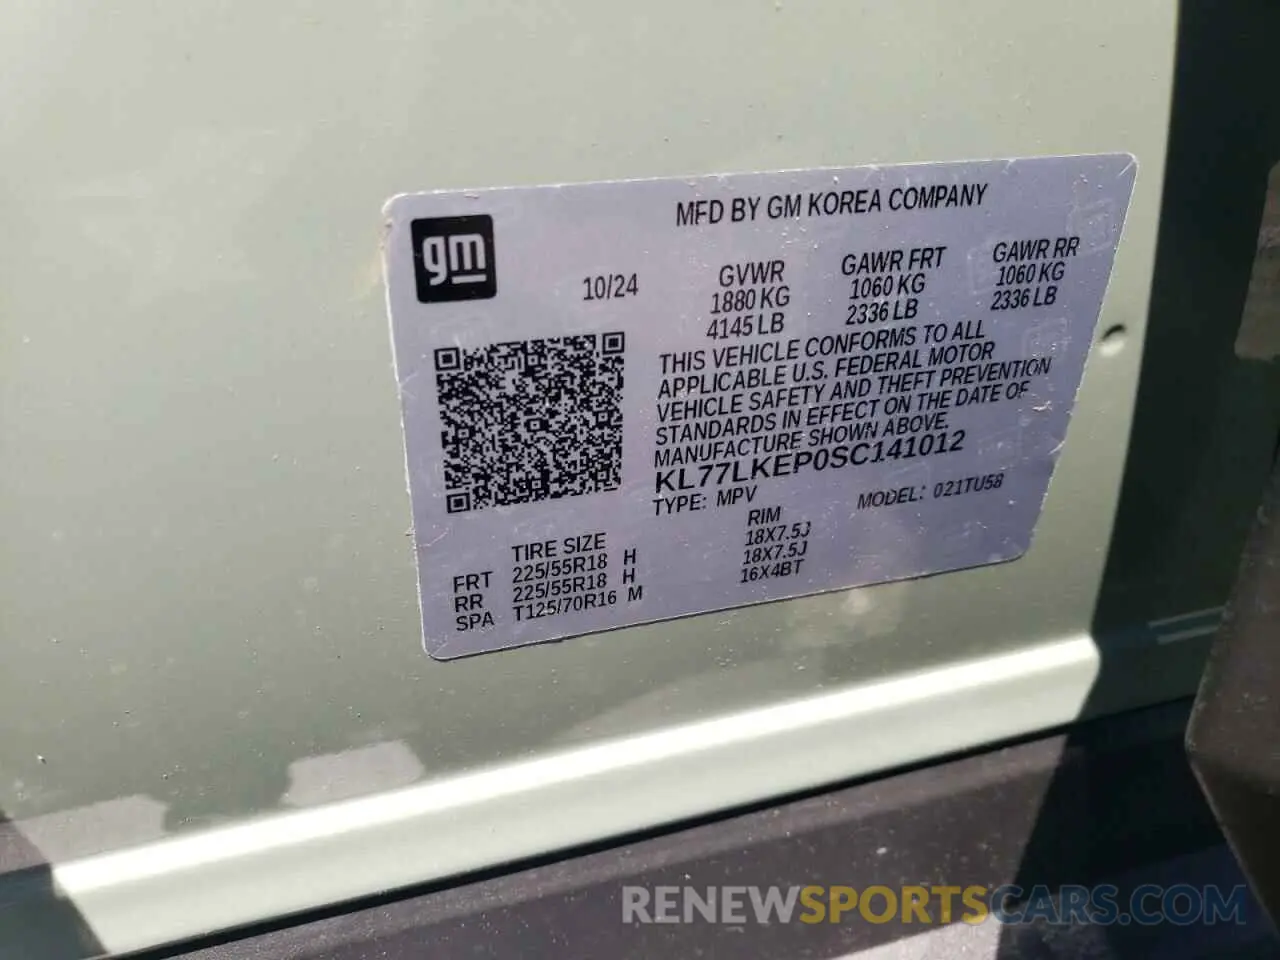 MFD BY GM KOREA COMPANY
gm
10/24
GVWR
1880 KG
4145 LB
GAWR FRT
1060 KG
2336 LB
GAWR RR
1060 KG
2336 LB
THIS VEHICLE CONFORMS TO ALL
APPLICABLE U.S. FEDERAL MOTOR
VEHICLE SAFETY AND THEFT PREVENTION
STANDARDS IN EFFECT ON THE DATE OF
MANUFACTURE SHOWN ABOVE.
KL77LKEP0SC141012
TYPE: MPV MODEL: 021TU58
TIRE SIZE RIM
FRT 225/55R18 H 18X7.5J
RR 225/55R18 H 18X7.5J
SPA T125/70R16 M 16X4BT
RENEWSPORTSCARS.COM